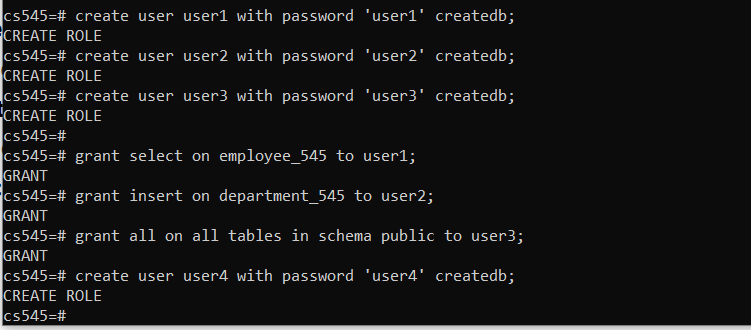 cs545=# create user user1 with password 'user1' createdb;
CREATE ROLE
cs545=# create user user2 with password 'user2' createdb;
CREATE ROLE
cs545=# create user user3 with password 'user3' createdb;
CREATE ROLE
cs545=#
cs545=# grant select on employee_545 to user1;
GRANT
cs545=# grant insert on department_545 to user2;
GRANT
cs545=# grant all on all tables in schema public to user3;
GRANT
cs545=# create user user4 with password 'user4' createdb;
CREATE ROLE
cs545=#